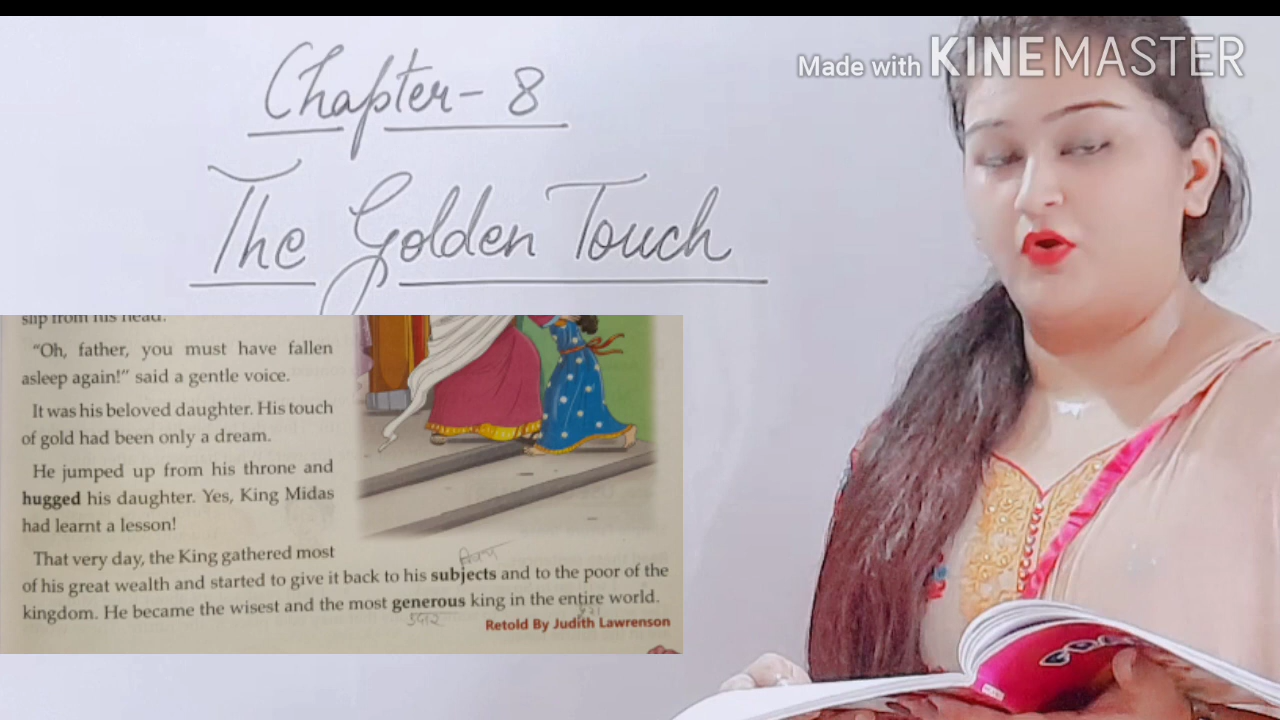 Made with KINEMASTER
Chapter - 8
The Golden Touch
slip from his head.
"Oh, father, you must have fallen
asleep again!" said a gentle voice.
It was his beloved daughter. His touch
of gold had been only a dream.
He jumped up from his throne and
hugged his daughter. Yes, King Midas
had learnt a lesson!
That very day, the King gathered most
of his great wealth and started to give it back to his subjects and to the poor of the
kingdom. He became the wisest and the most generous king in the entire world.
उदार
Retold By Judith Lawrenson